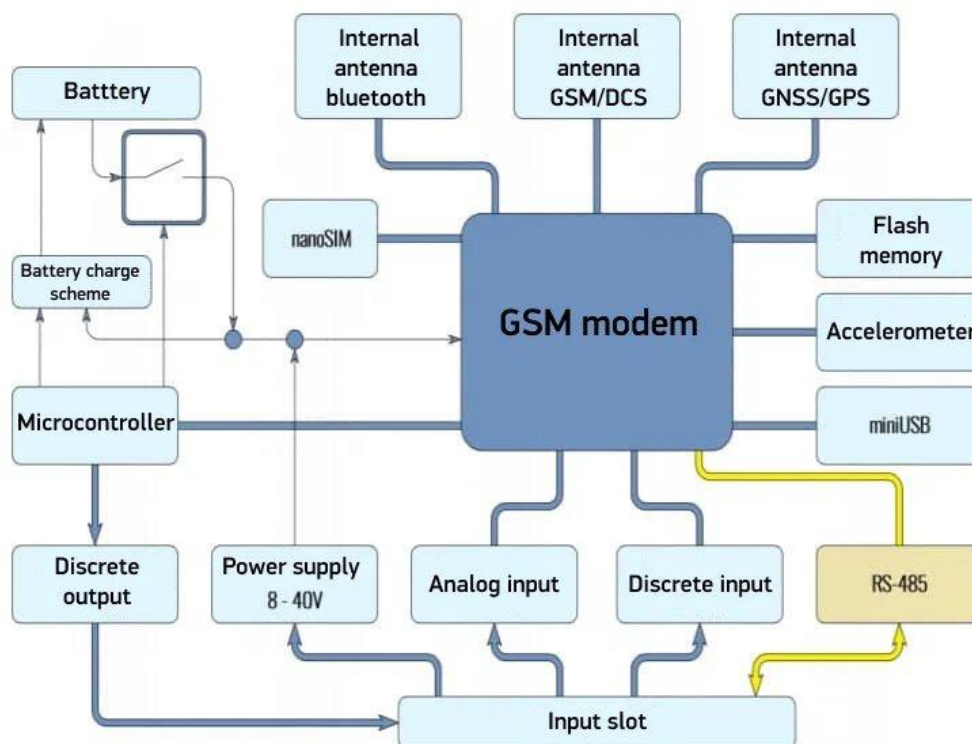 Internal
antenna
bluetooth
Internal
antenna
GSM/DCS
Internal
antenna
GNSS/GPS
Batttery
nanoSIM
Flash
memory
Battery charge
scheme
GSM modem
Accelerometer
Microcontroller
miniUSB
Discrete
output
Power supply
8 - 40V
Analog input
Discrete input
RS-485
Input slot